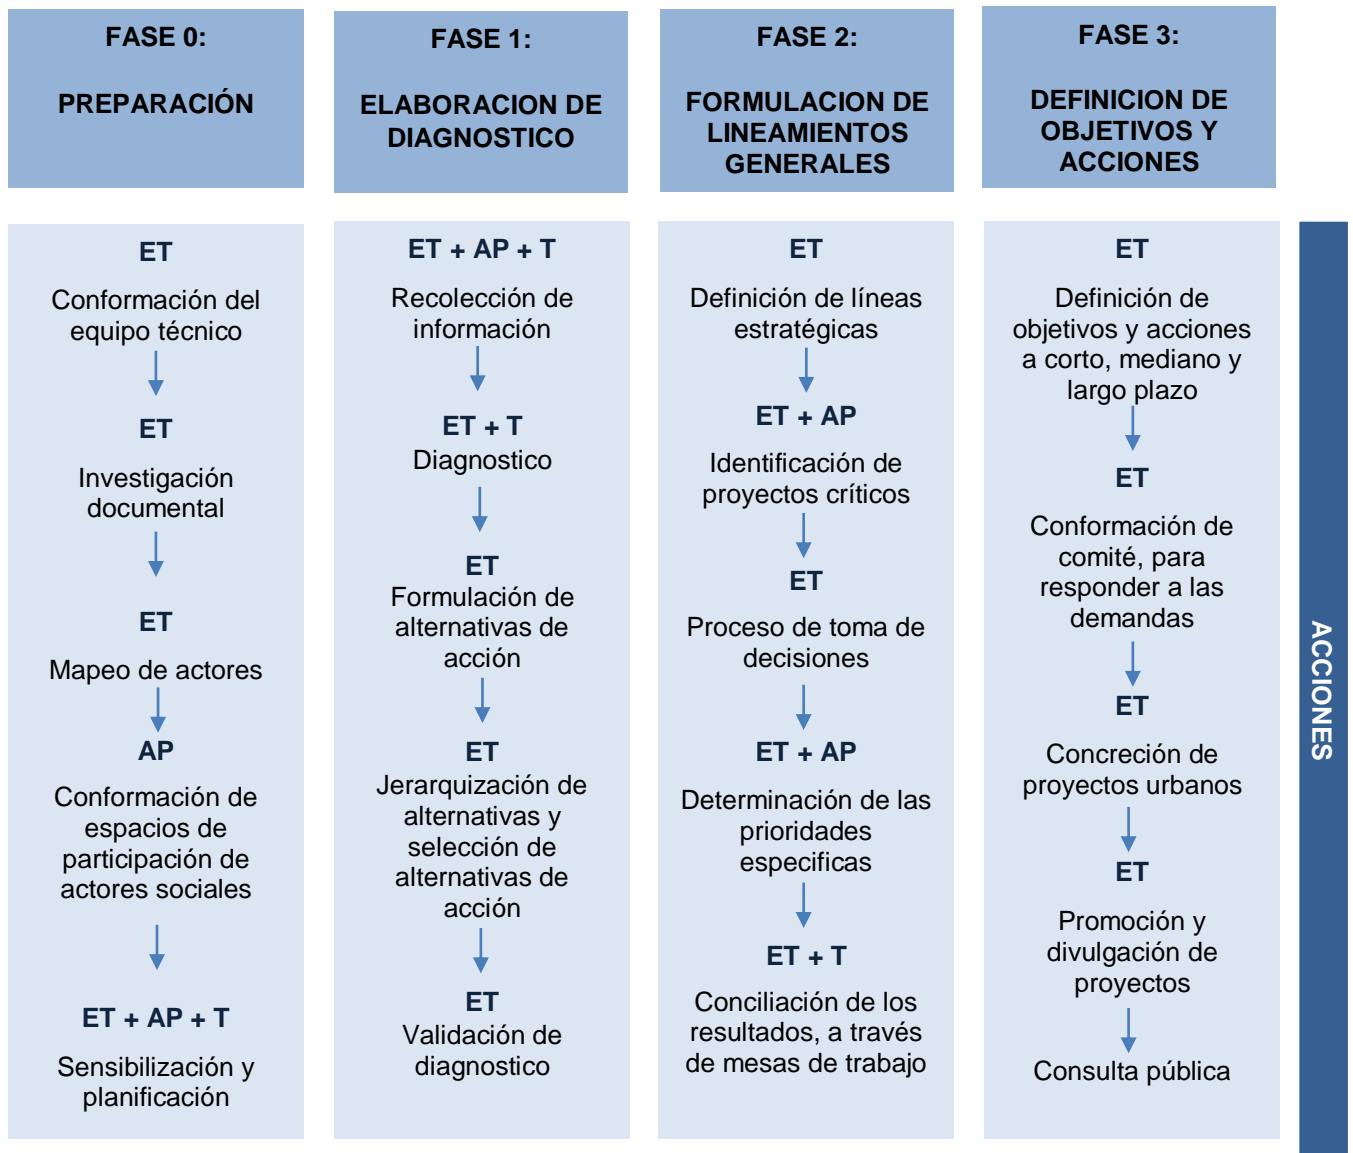 FASE 0:
PREPARACIÓN
FASE 1:
ELABORACION DE
DIAGNOSTICO
FASE 2:
FORMULACION DE
LINEAMIENTOS
GENERALES
FASE 3:
DEFINICION DE
OBJETIVOS Y
ACCIONES
ET
Conformación del
equipo técnico
ET
Investigación
documental
ET
Mapeo de actores
AP
Conformación de
espacios de
participación de
actores sociales
ET + AP + T
Sensibilización y
planificación
ET + AP + T
Recolección de
información
ET + T
Diagnostico
ET
Formulación de
alternativas de
acción
ET
Jerarquización de
alternativas y
selección de
alternativas de
acción
ET
Validación de
diagnostico
ET
Definición de líneas
estratégicas
ET + AP
Identificación de
proyectos críticos
ET
Proceso de toma de
decisiones
ET + AP
Determinación de las
prioridades
especificas
ET + T
Conciliación de los
resultados, a través
de mesas de trabajo
ET
Definición de
objetivos y acciones
a corto, mediano y
largo plazo
ET
Conformación de
comité, para
responder a las
demandas
ET
Concreción de
proyectos urbanos
ET
Promoción y
divulgación de
proyectos
Consulta pública
ACCIONES